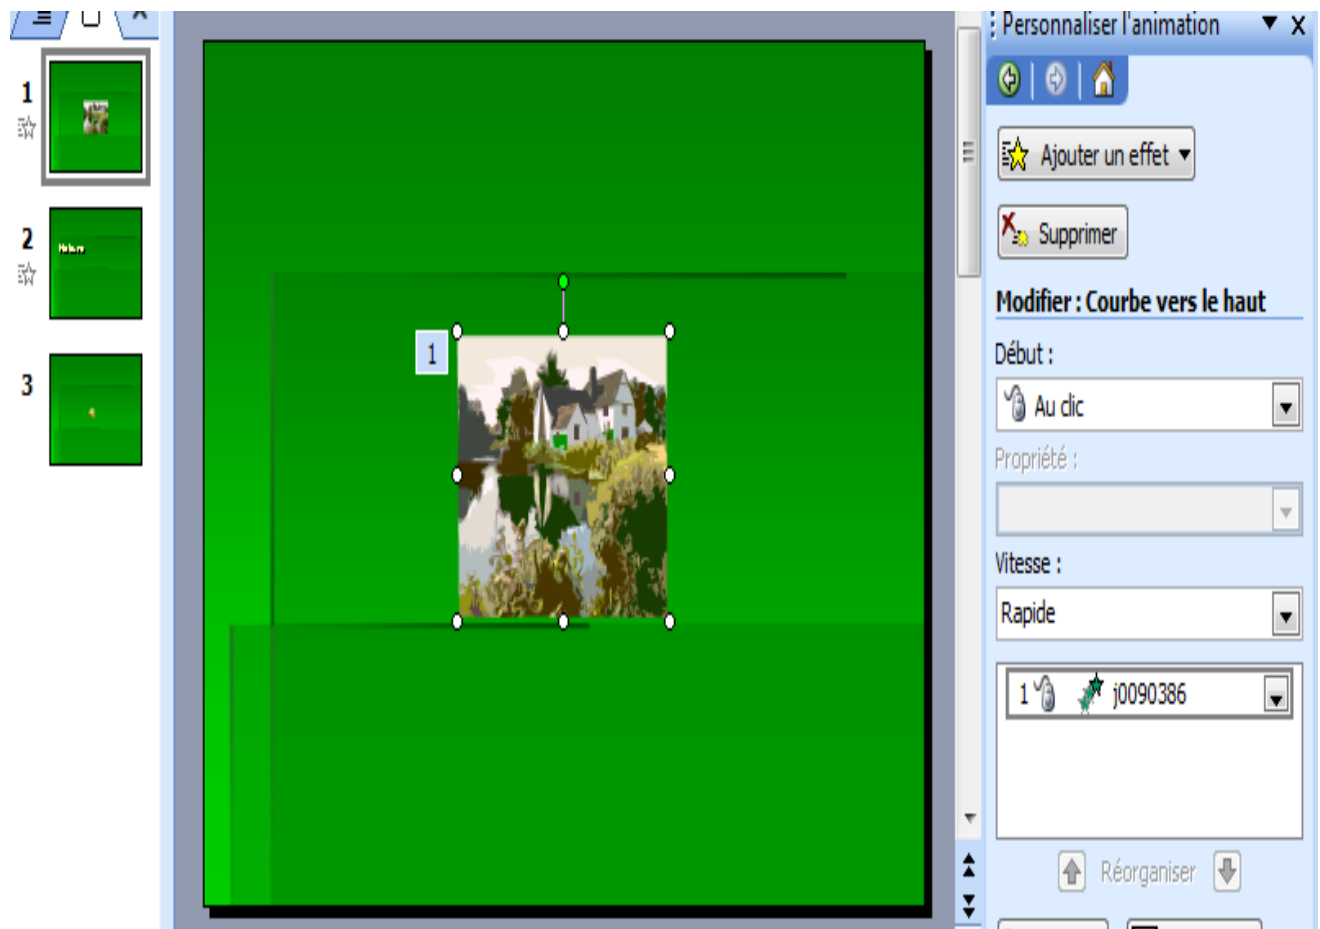 Personnaliser l'animation
1
2
3
Ajouter un effet
Supprimer
Modifier : Courbe vers le haut
Début :
1
Au clic
Propriété :
Vitesse :
Rapide
1 j0090386
Réorganiser